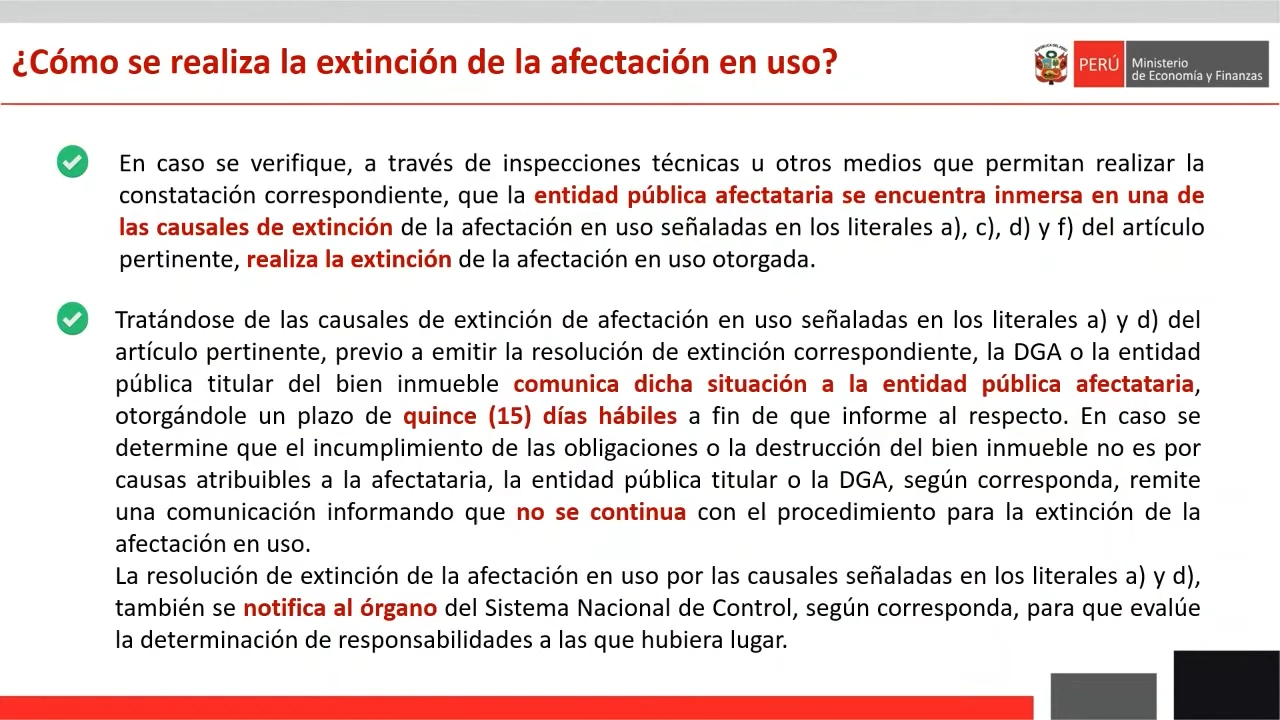 ¿Cómo se realiza la extinción de la afectación en uso?
REPÚBLICA DEL PERÚ
PERÚ
Ministerio
de Economía y Finanzas
En caso se verifique, a través de inspecciones técnicas u otros medios que permitan realizar la
constatación correspondiente, que la entidad pública afectataria se encuentra inmersa en una de
las causales de extinción de la afectación en uso señaladas en los literales a), c), d) y f) del artículo
pertinente, realiza la extinción de la afectación en uso otorgada.
Tratándose de las causales de extinción de afectación en uso señaladas en los literales a) y d) del
artículo pertinente, previo a emitir la resolución de extinción correspondiente, la DGA o la entidad
pública titular del bien inmueble comunica dicha situación a la entidad pública afectataria,
otorgándole un plazo de quince (15) días hábiles a fin de que informe al respecto. En caso se
determine que el incumplimiento de las obligaciones o la destrucción del bien inmueble no es por
causas atribuibles a la afectataria, la entidad pública titular o la DGA, según corresponda, remite
una comunicación informando que no se continua con el procedimiento para la extinción de la
afectación en uso.
La resolución de extinción de la afectación en uso por las causales señaladas en los literales a) y d),
también se notifica al órgano del Sistema Nacional de Control, según corresponda, para que evalúe
la determinación de responsabilidades a las que hubiera lugar.